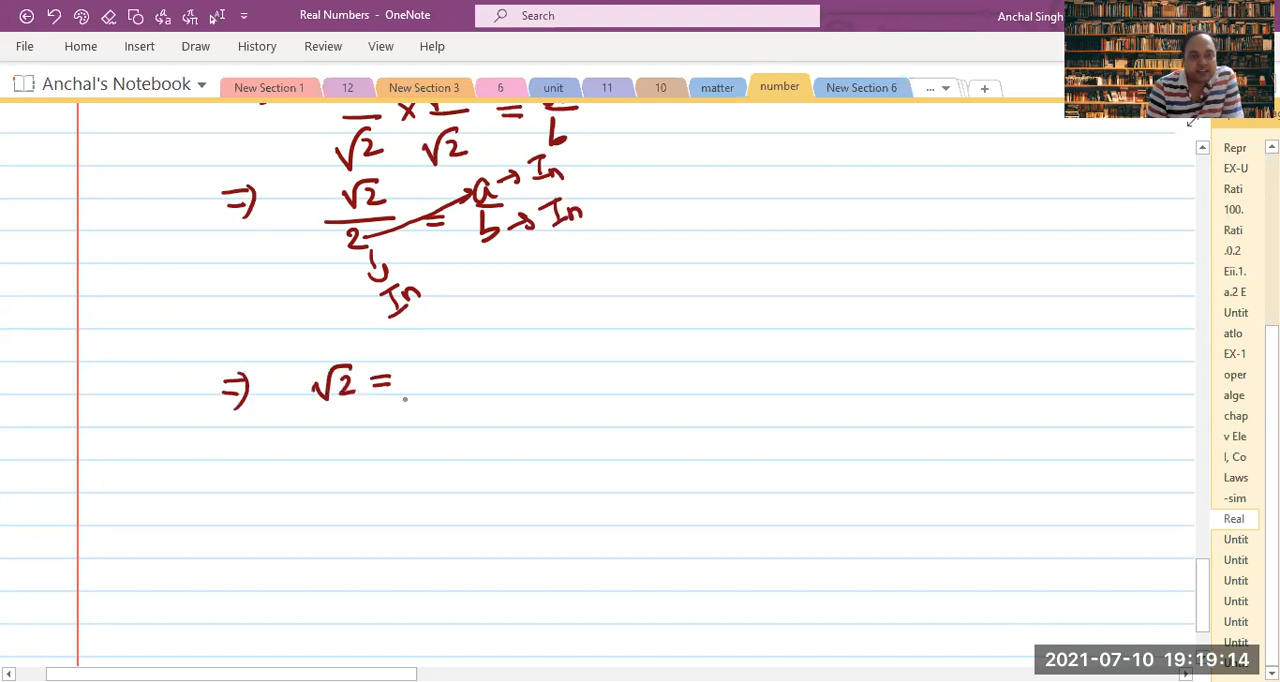 Real Numbers - OneNote
Search
Anchal Singh
File Home Insert Draw History Review View Help
Anchal's Notebook
New Section 1
12
New Section 3
6
unit
11
10
matter
number
New Section 6
...
× =
√2 √2 b
⇒ √2 = a → In
2 b → In
In
⇒ √2 =
Repr
EX-U
Rati
100.
Rati
.0.2
Eii.1.
a.2 E
Untit
atlo
EX-1
oper
alge
chap
v Ele
l, Co
Laws
-sim
Real
Untit
Untit
Untit
Untit
Untit
Untit
2021-07-10 19:19:14